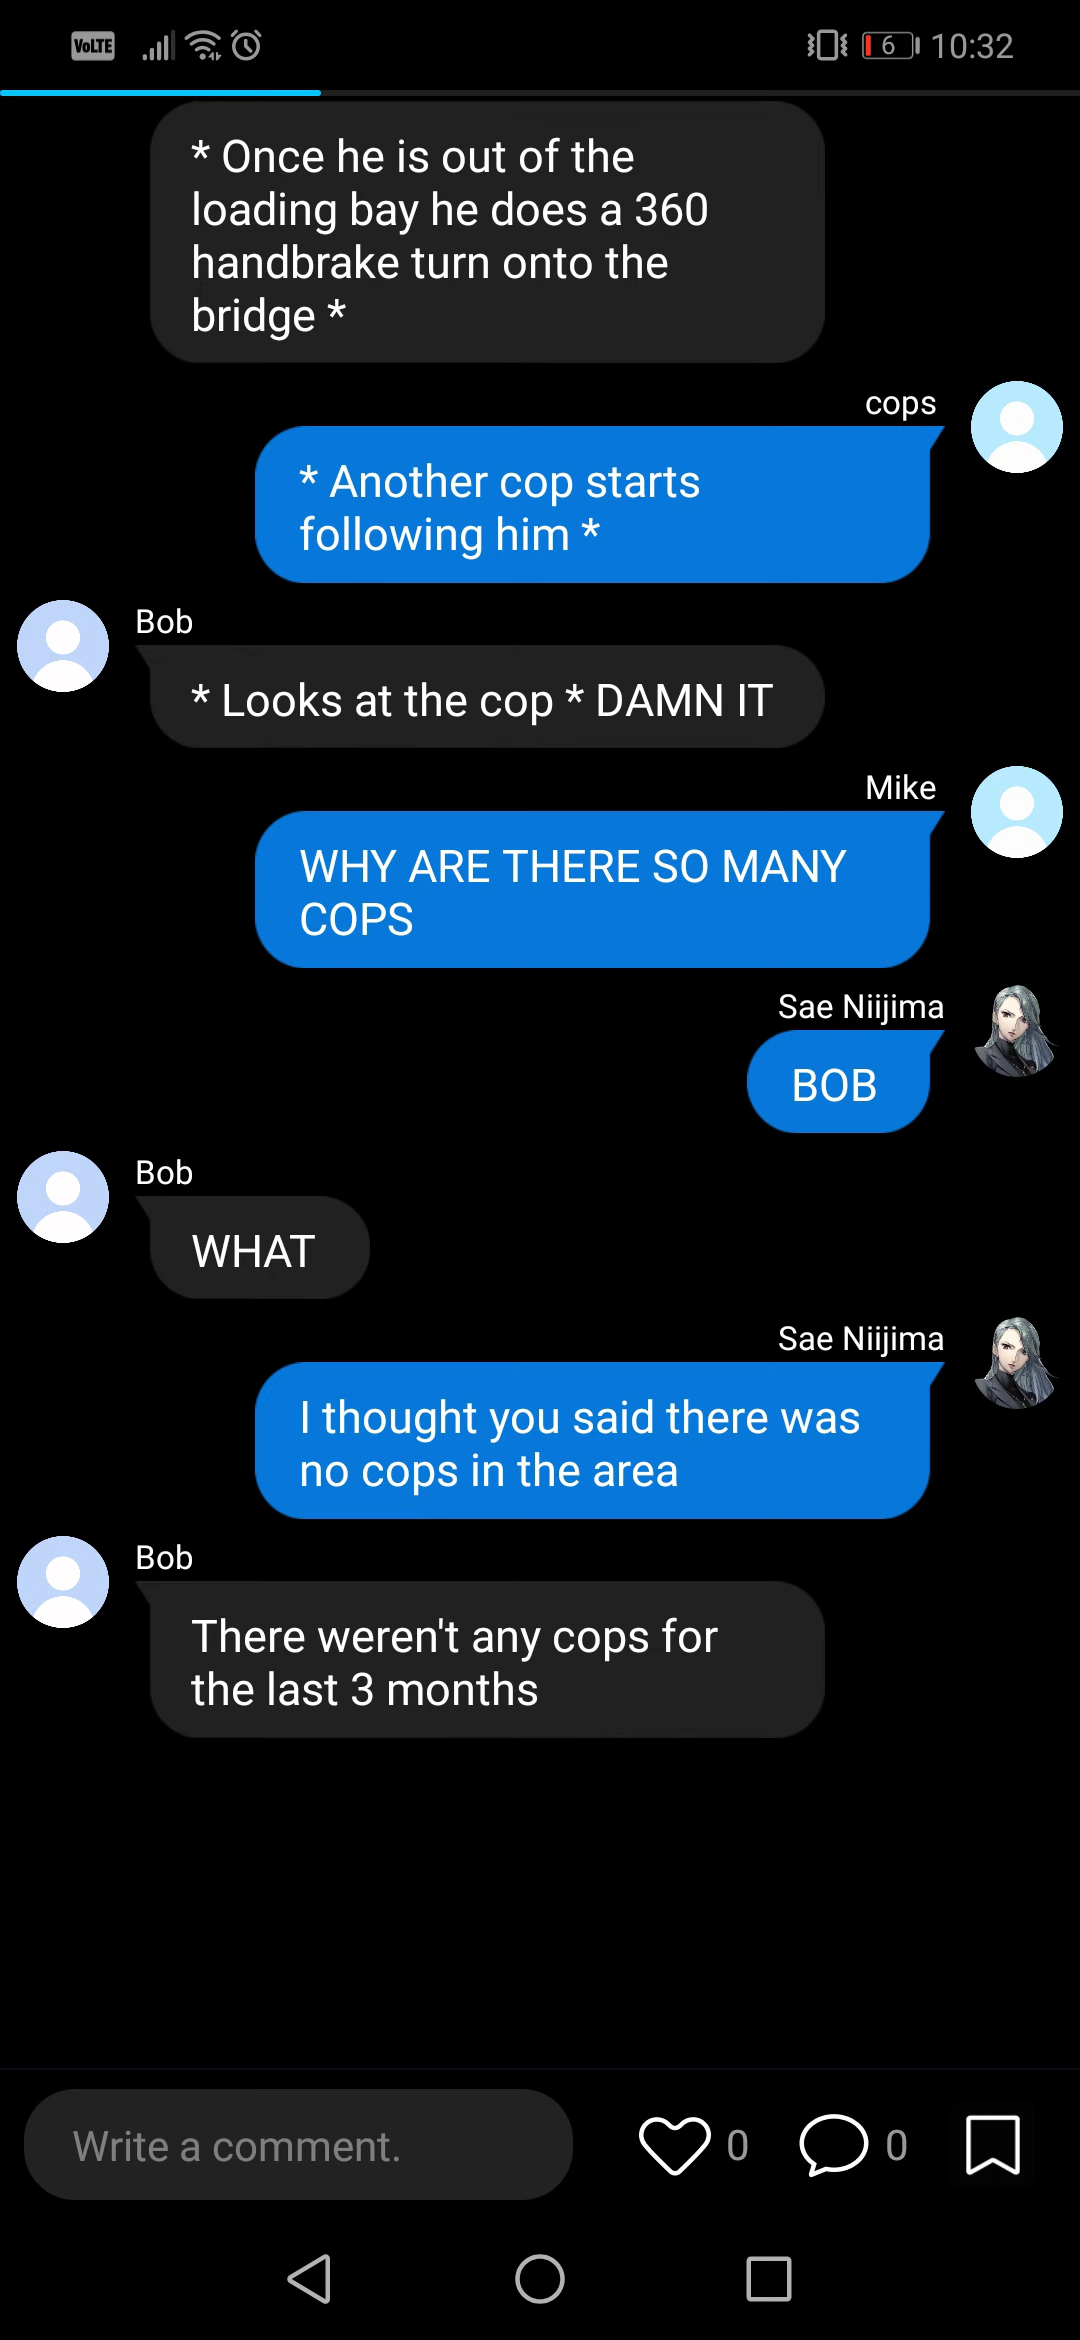 VoLTE 6 10:32
* Once he is out of the
loading bay he does a 360
handbrake turn onto the
bridge *
cops
* Another cop starts
following him *
Bob
* Looks at the cop * DAMN IT
Mike
WHY ARE THERE SO MANY
COPS
Sae Niijima
BOB
Bob
WHAT
Sae Niijima
I thought you said there was
no cops in the area
Bob
There weren't any cops for
the last 3 months
Write a comment. 0 0